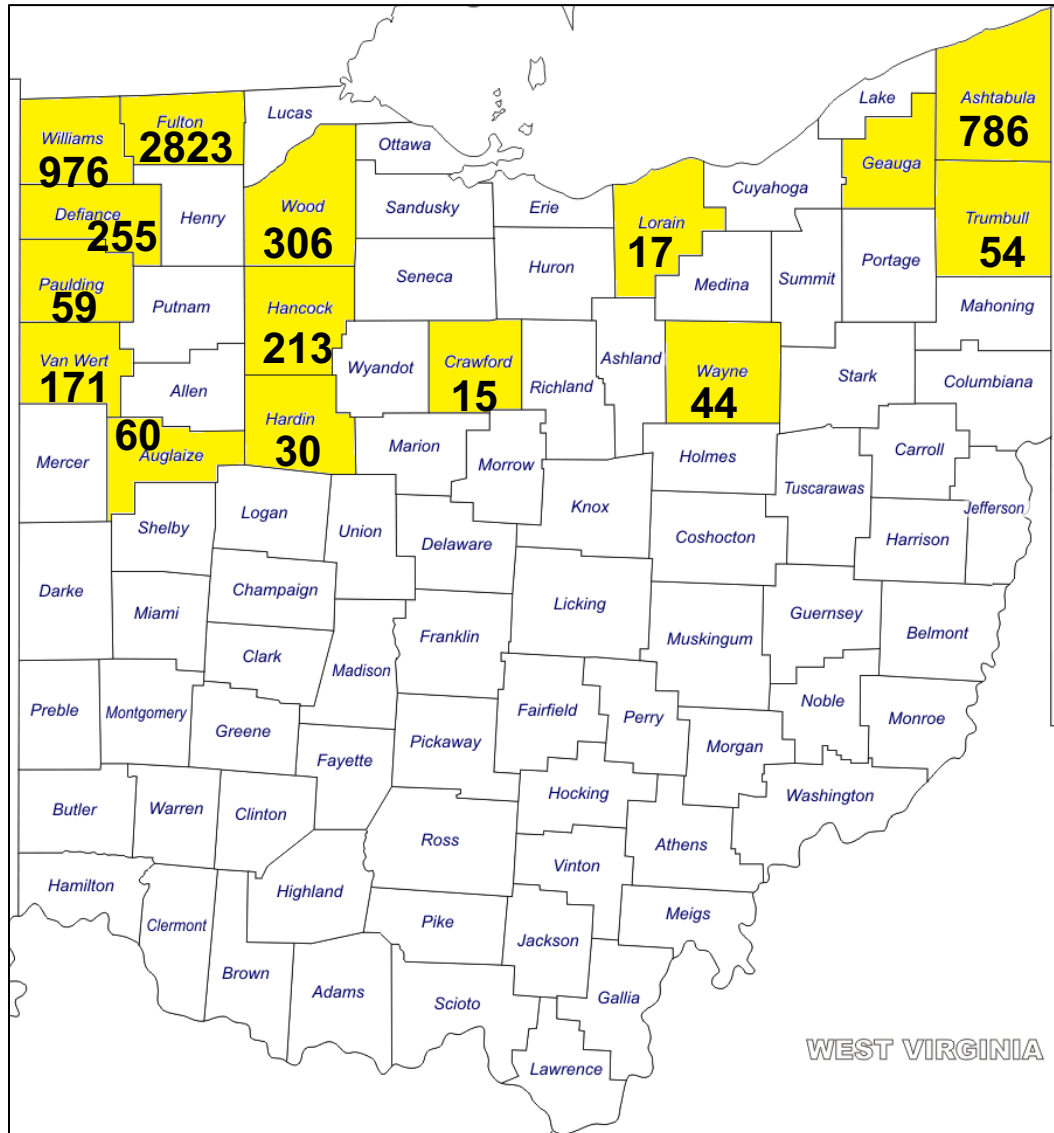 Williams
976
Fulton
2823
Lucas
Ottawa
Lake
Ashtabula
786
Geauga
Cuyahoga
Defiance
255
Henry
Wood
306
Sandusky
Erie
Lorain
17
Trumbull
54
Paulding
59
Putnam
Hancock
213
Seneca
Huron
Medina
Summit
Portage
Mahoning
Van Wert
171
Allen
Wyandot
Crawford
15
Richland
Ashland
Wayne
44
Stark
Columbiana
Mercer
60
Auglaize
Hardin
30
Marion
Morrow
Holmes
Carroll
Tuscarawas
Jefferson
Shelby
Logan
Union
Delaware
Knox
Coshocton
Harrison
Darke
Miami
Champaign
Clark
Madison
Franklin
Licking
Muskingum
Guernsey
Belmont
Preble
Montgomery
Greene
Fayette
Pickaway
Fairfield
Perry
Morgan
Noble
Monroe
Butler
Warren
Clinton
Ross
Hocking
Vinton
Athens
Washington
Hamilton
Clermont
Highland
Pike
Jackson
Meigs
Brown
Adams
Scioto
Gallia
Lawrence
WEST VIRGINIA